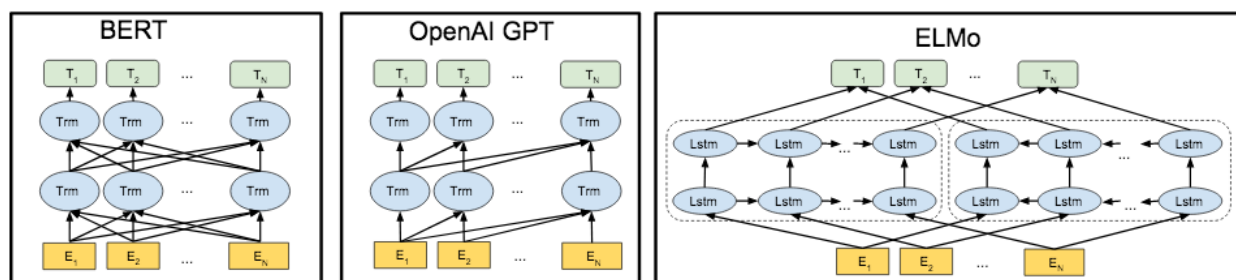 BERT
OpenAI GPT
ELMo
T1 T2 ... TN
T1 T2 ... TN
T1 T2 ... TN
Trm Trm ... Trm
Trm Trm ... Trm
Lstm Lstm ... Lstm Lstm Lstm ... Lstm
Trm Trm ... Trm
Trm Trm ... Trm
Lstm Lstm ... Lstm Lstm Lstm ... Lstm
E1 E2 ... EN
E1 E2 ... EN
E1 E2 ... EN